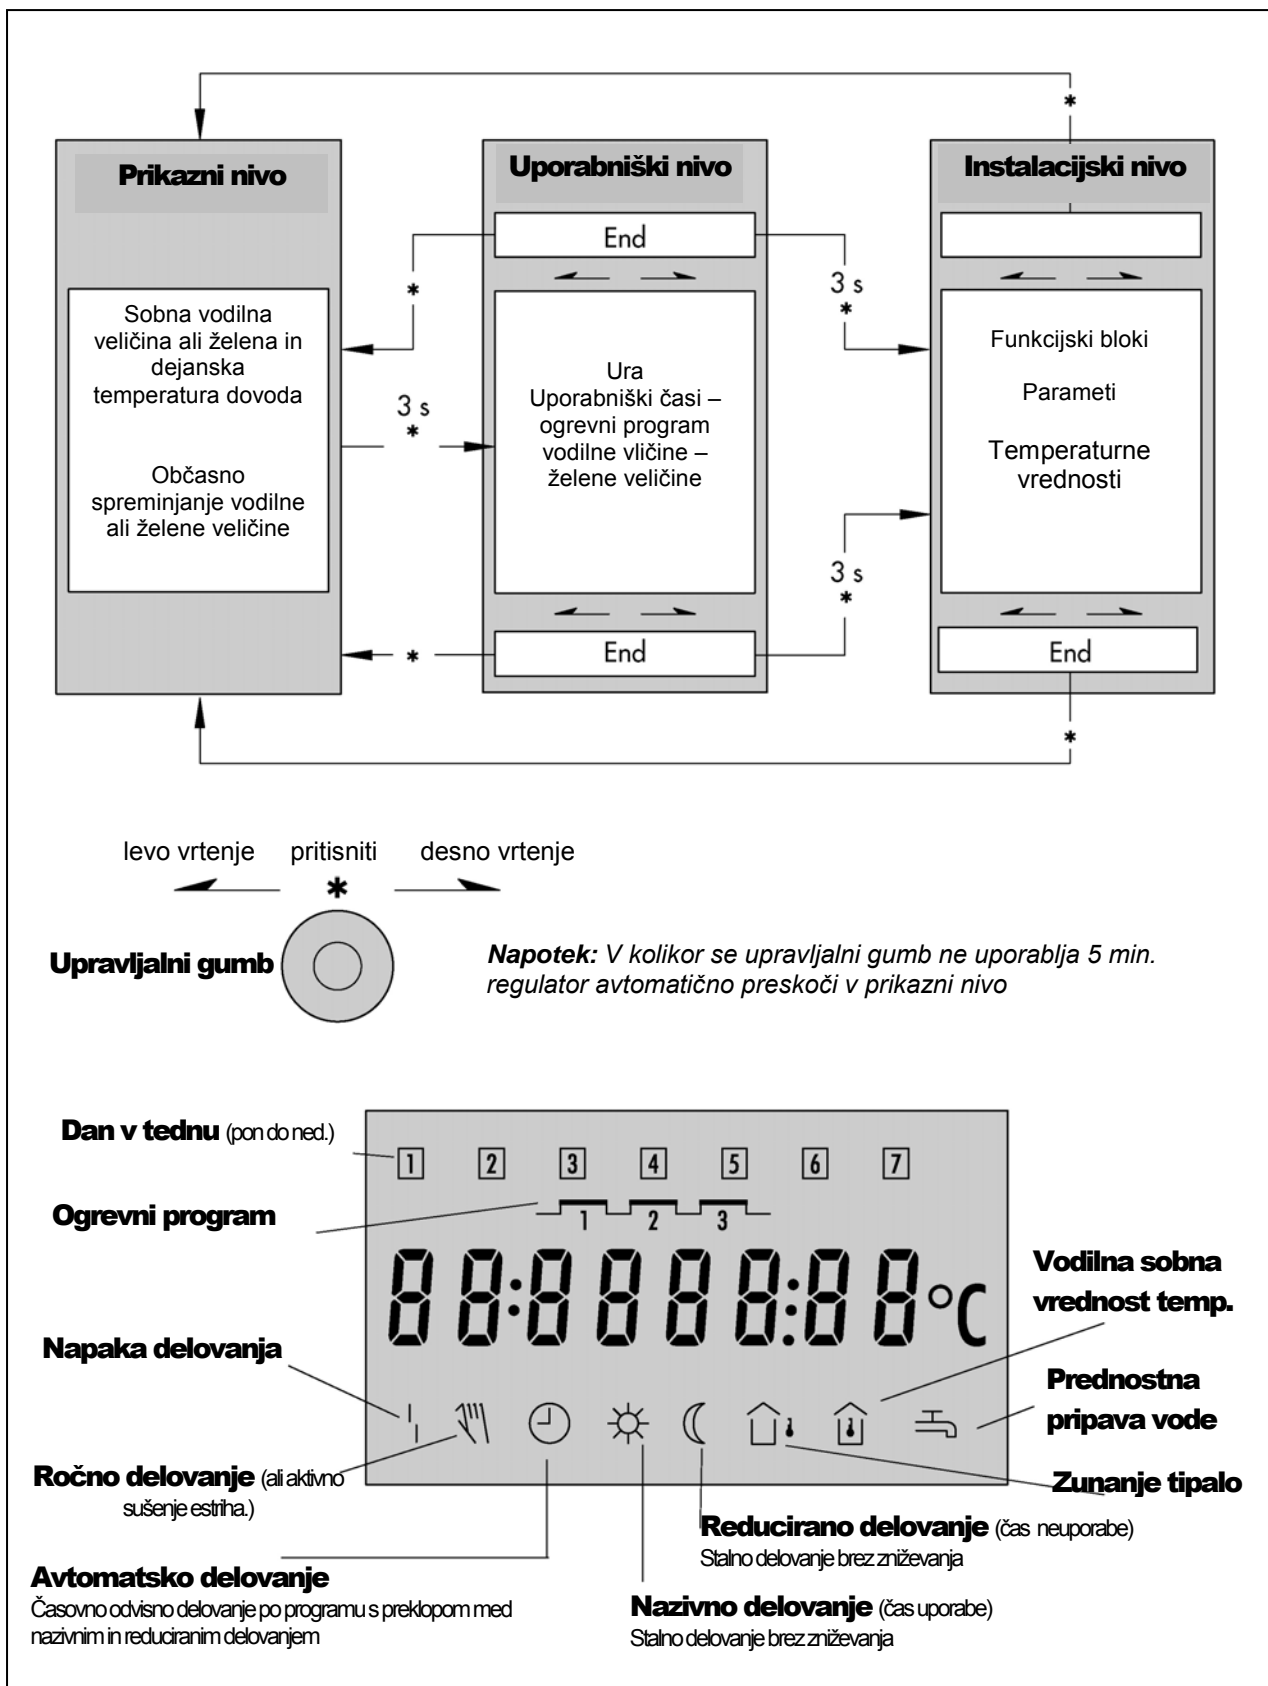 Prikazni nivo
Uporabniški nivo
Instalacijski nivo
*
End
*
3 s
*
Sobna vodilna
veličina ali želena in
dejanska
temperatura dovoda
Občasno
spreminjanje vodilne
ali želene veličine
3 s
*
Ura
Uporabniški časi –
ogrevni program
vodilne vličine –
želene veličine
Funkcijski bloki
Parameti
Temperaturne
vrednosti
3 s
*
*
End
End
*
levo vrtenje pritisniti desno vrtenje
*
Upravljalni gumb
Napotek: V kolikor se upravljalni gumb ne uporablja 5 min.
regulator avtomatično preskoči v prikazni nivo
Dan v tednu (pon do ned.)
1 2 3 4 5 6 7
Ogrevni program
1 2 3
88:88 88:88 °C
Vodilna sobna
vrednost temp.
Napaka delovanja
Prednostna
pripava vode
Ročno delovanje (ali aktivno
sušenje estriha.)
Zunanje tipalo
Reducirano delovanje (čas neuporabe)
Stalno delovanje brez zniževanja
Avtomatsko delovanje
Časovno odvisno delovanje po programu s preklopom med
nazivnim in reduciranim delovanjem
Nazivno delovanje (čas uporabe)
Stalno delovanje brez zniževanja